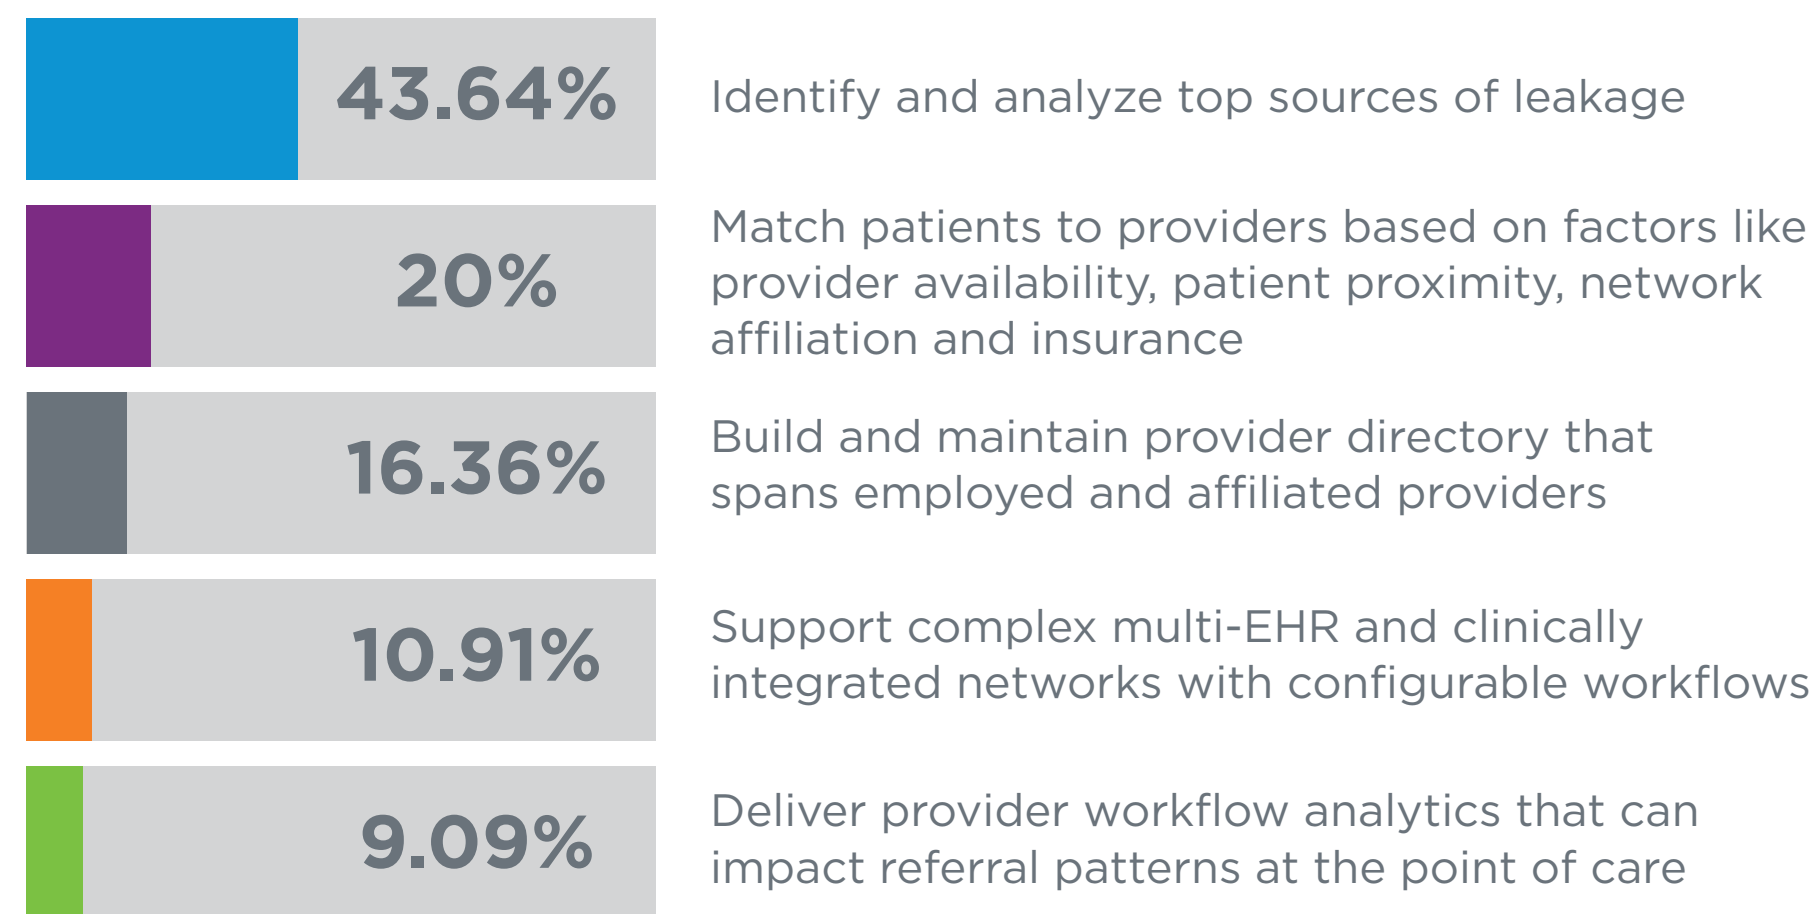 43.64%
Identify and analyze top sources of leakage
20%
Match patients to providers based on factors like
provider availability, patient proximity, network
affiliation and insurance
16.36%
Build and maintain provider directory that
spans employed and affiliated providers
10.91%
Support complex multi-EHR and clinically
integrated networks with configurable workflows
9.09%
Deliver provider workflow analytics that can
impact referral patterns at the point of care